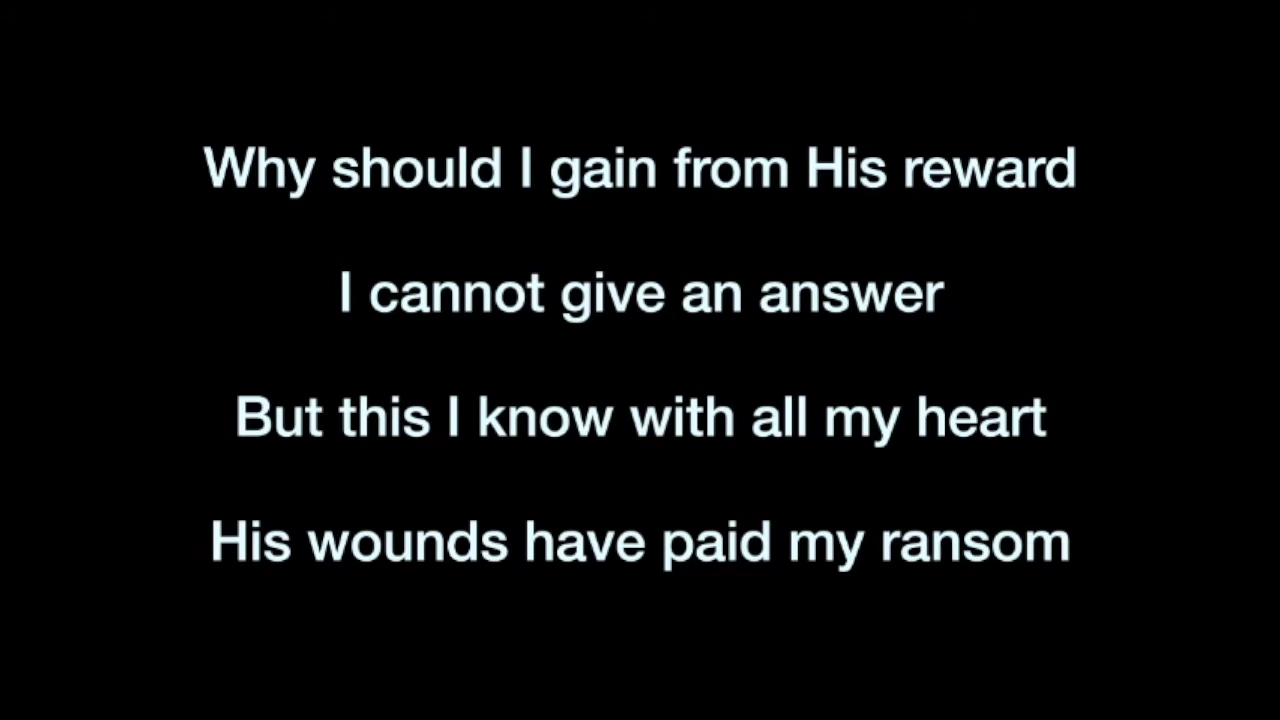 Why should I gain from His reward
I cannot give an answer
But this I know with all my heart
His wounds have paid my ransom